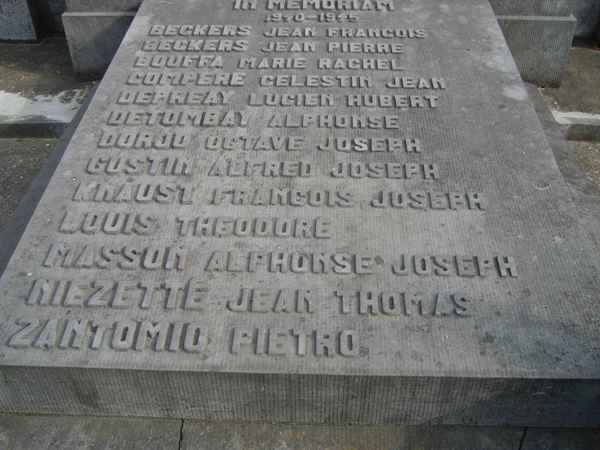 IN MEMORIAM
1940-1945
BECKERS JEAN FRANCOIS
BECKERS JEAN PIERRE
BOUFFA MARIE RACHEL
COMPERE CELESTIN JEAN
DEPREAY LUCIEN HUBERT
DETOMBAY ALPHONSE
DORJO OCTAVE JOSEPH
GUSTIN ALFRED JOSEPH
KNAUST FRANCOIS JOSEPH
LOUIS THEODORE
MASSON ALPHONSE JOSEPH
NIEZETTE JEAN THOMAS
ZANTOMIO PIETRO